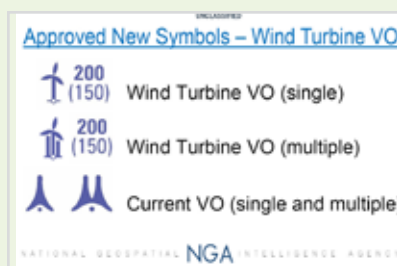 UNCLASSIFIED
Approved New Symbols – Wind Turbine VO
200
(150) Wind Turbine VO (single)
200
(150) Wind Turbine VO (multiple)
Current VO (single and multiple)
NATIONAL GEOSPATIAL NGA INTELLIGENCE AGENCY